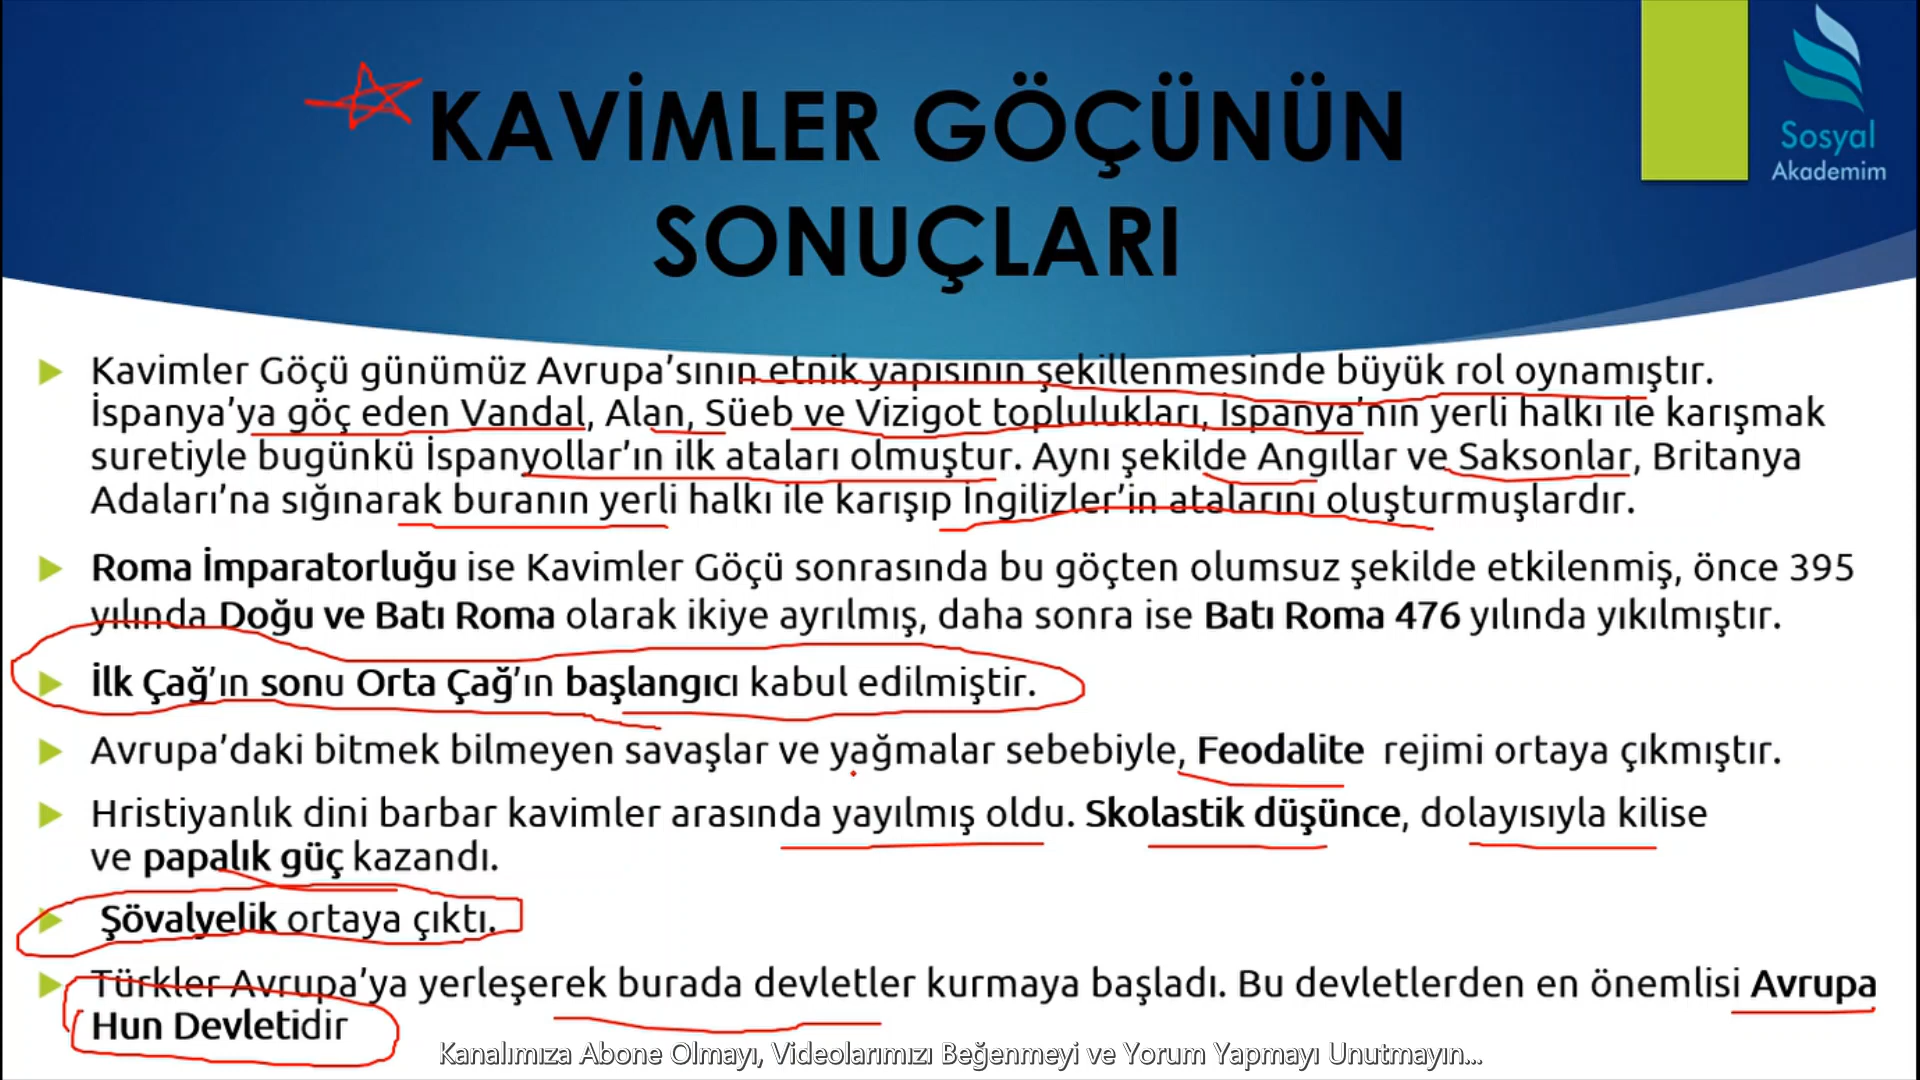 KAVİMLER GÖÇÜNÜN
SONUÇLARI
Sosyal
Akademim
Kavimler Göçü günümüz Avrupa’sının etnik yapısının şekillenmesinde büyük rol oynamıştır.
İspanya’ya göç eden Vandal, Alan, Süeb ve Vizigot toplulukları, İspanya’nın yerli halkı ile karışmak
suretiyle bugünkü İspanyollar’ın ilk ataları olmuştur. Aynı şekilde Angıllar ve Saksonlar, Britanya
Adaları’na sığınarak buranın yerli halkı ile karışıp İngilizler’in atalarını oluşturmuşlardır.
Roma İmparatorluğu ise Kavimler Göçü sonrasında bu göçten olumsuz şekilde etkilenmiş, önce 395
yılında Doğu ve Batı Roma olarak ikiye ayrılmış, daha sonra ise Batı Roma 476 yılında yıkılmıştır.
İlk Çağ’ın sonu Orta Çağ’ın başlangıcı kabul edilmiştir.
Avrupa’daki bitmek bilmeyen savaşlar ve yağmalar sebebiyle, Feodalite rejimi ortaya çıkmıştır.
Hristiyanlık dini barbar kavimler arasında yayılmış oldu. Skolastik düşünce, dolayısıyla kilise
ve papalık güç kazandı.
Şövalyelik ortaya çıktı.
Türkler Avrupa’ya yerleşerek burada devletler kurmaya başladı. Bu devletlerden en önemlisi Avrupa
Hun Devletidir
Kanalımıza Abone Olmayı, Videolarımızı Beğenmeyi ve Yorum Yapmayı Unutmayın...